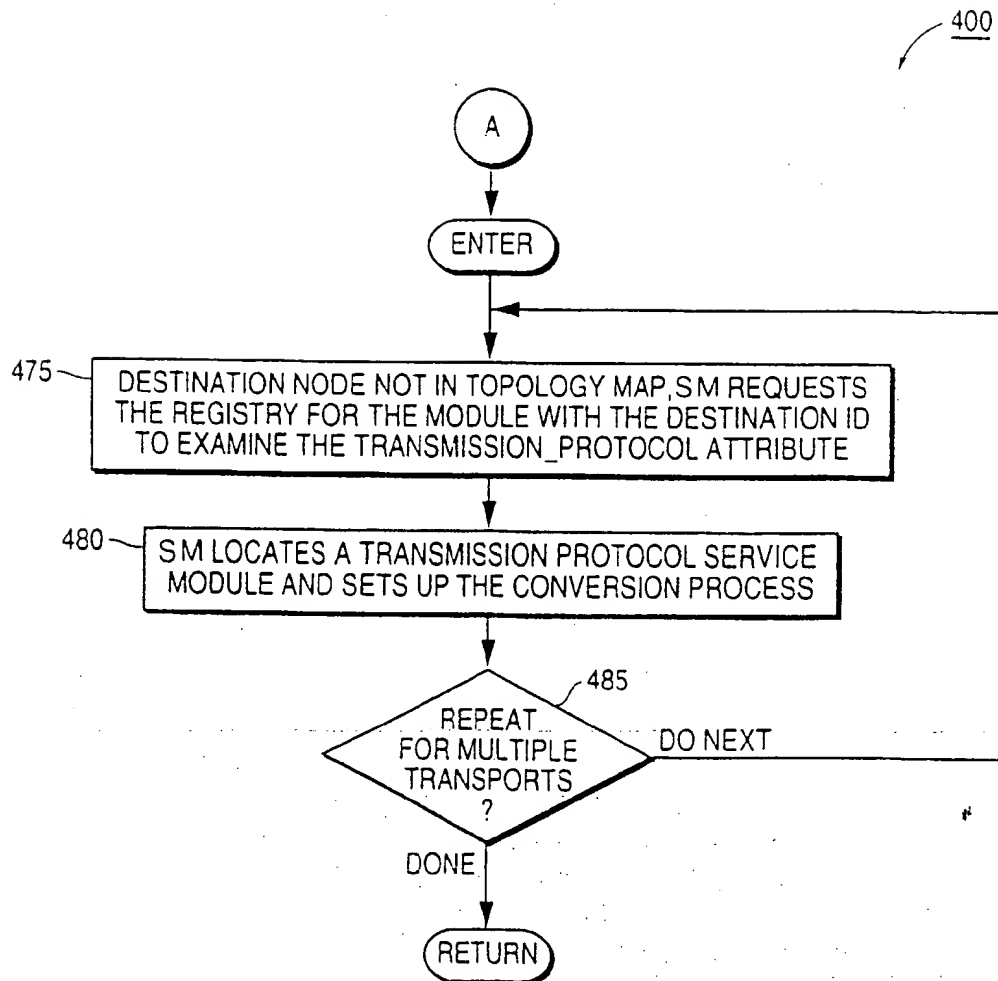 400
A
ENTER
475
DESTINATION NODE NOT IN TOPOLOGY MAP, SM REQUESTS
THE REGISTRY FOR THE MODULE WITH THE DESTINATION ID
TO EXAMINE THE TRANSMISSION_PROTOCOL ATTRIBUTE
480
SM LOCATES A TRANSMISSION PROTOCOL SERVICE
MODULE AND SETS UP THE CONVERSION PROCESS
485
REPEAT
FOR MULTIPLE
TRANSPORTS
?
DO NEXT
DONE
RETURN